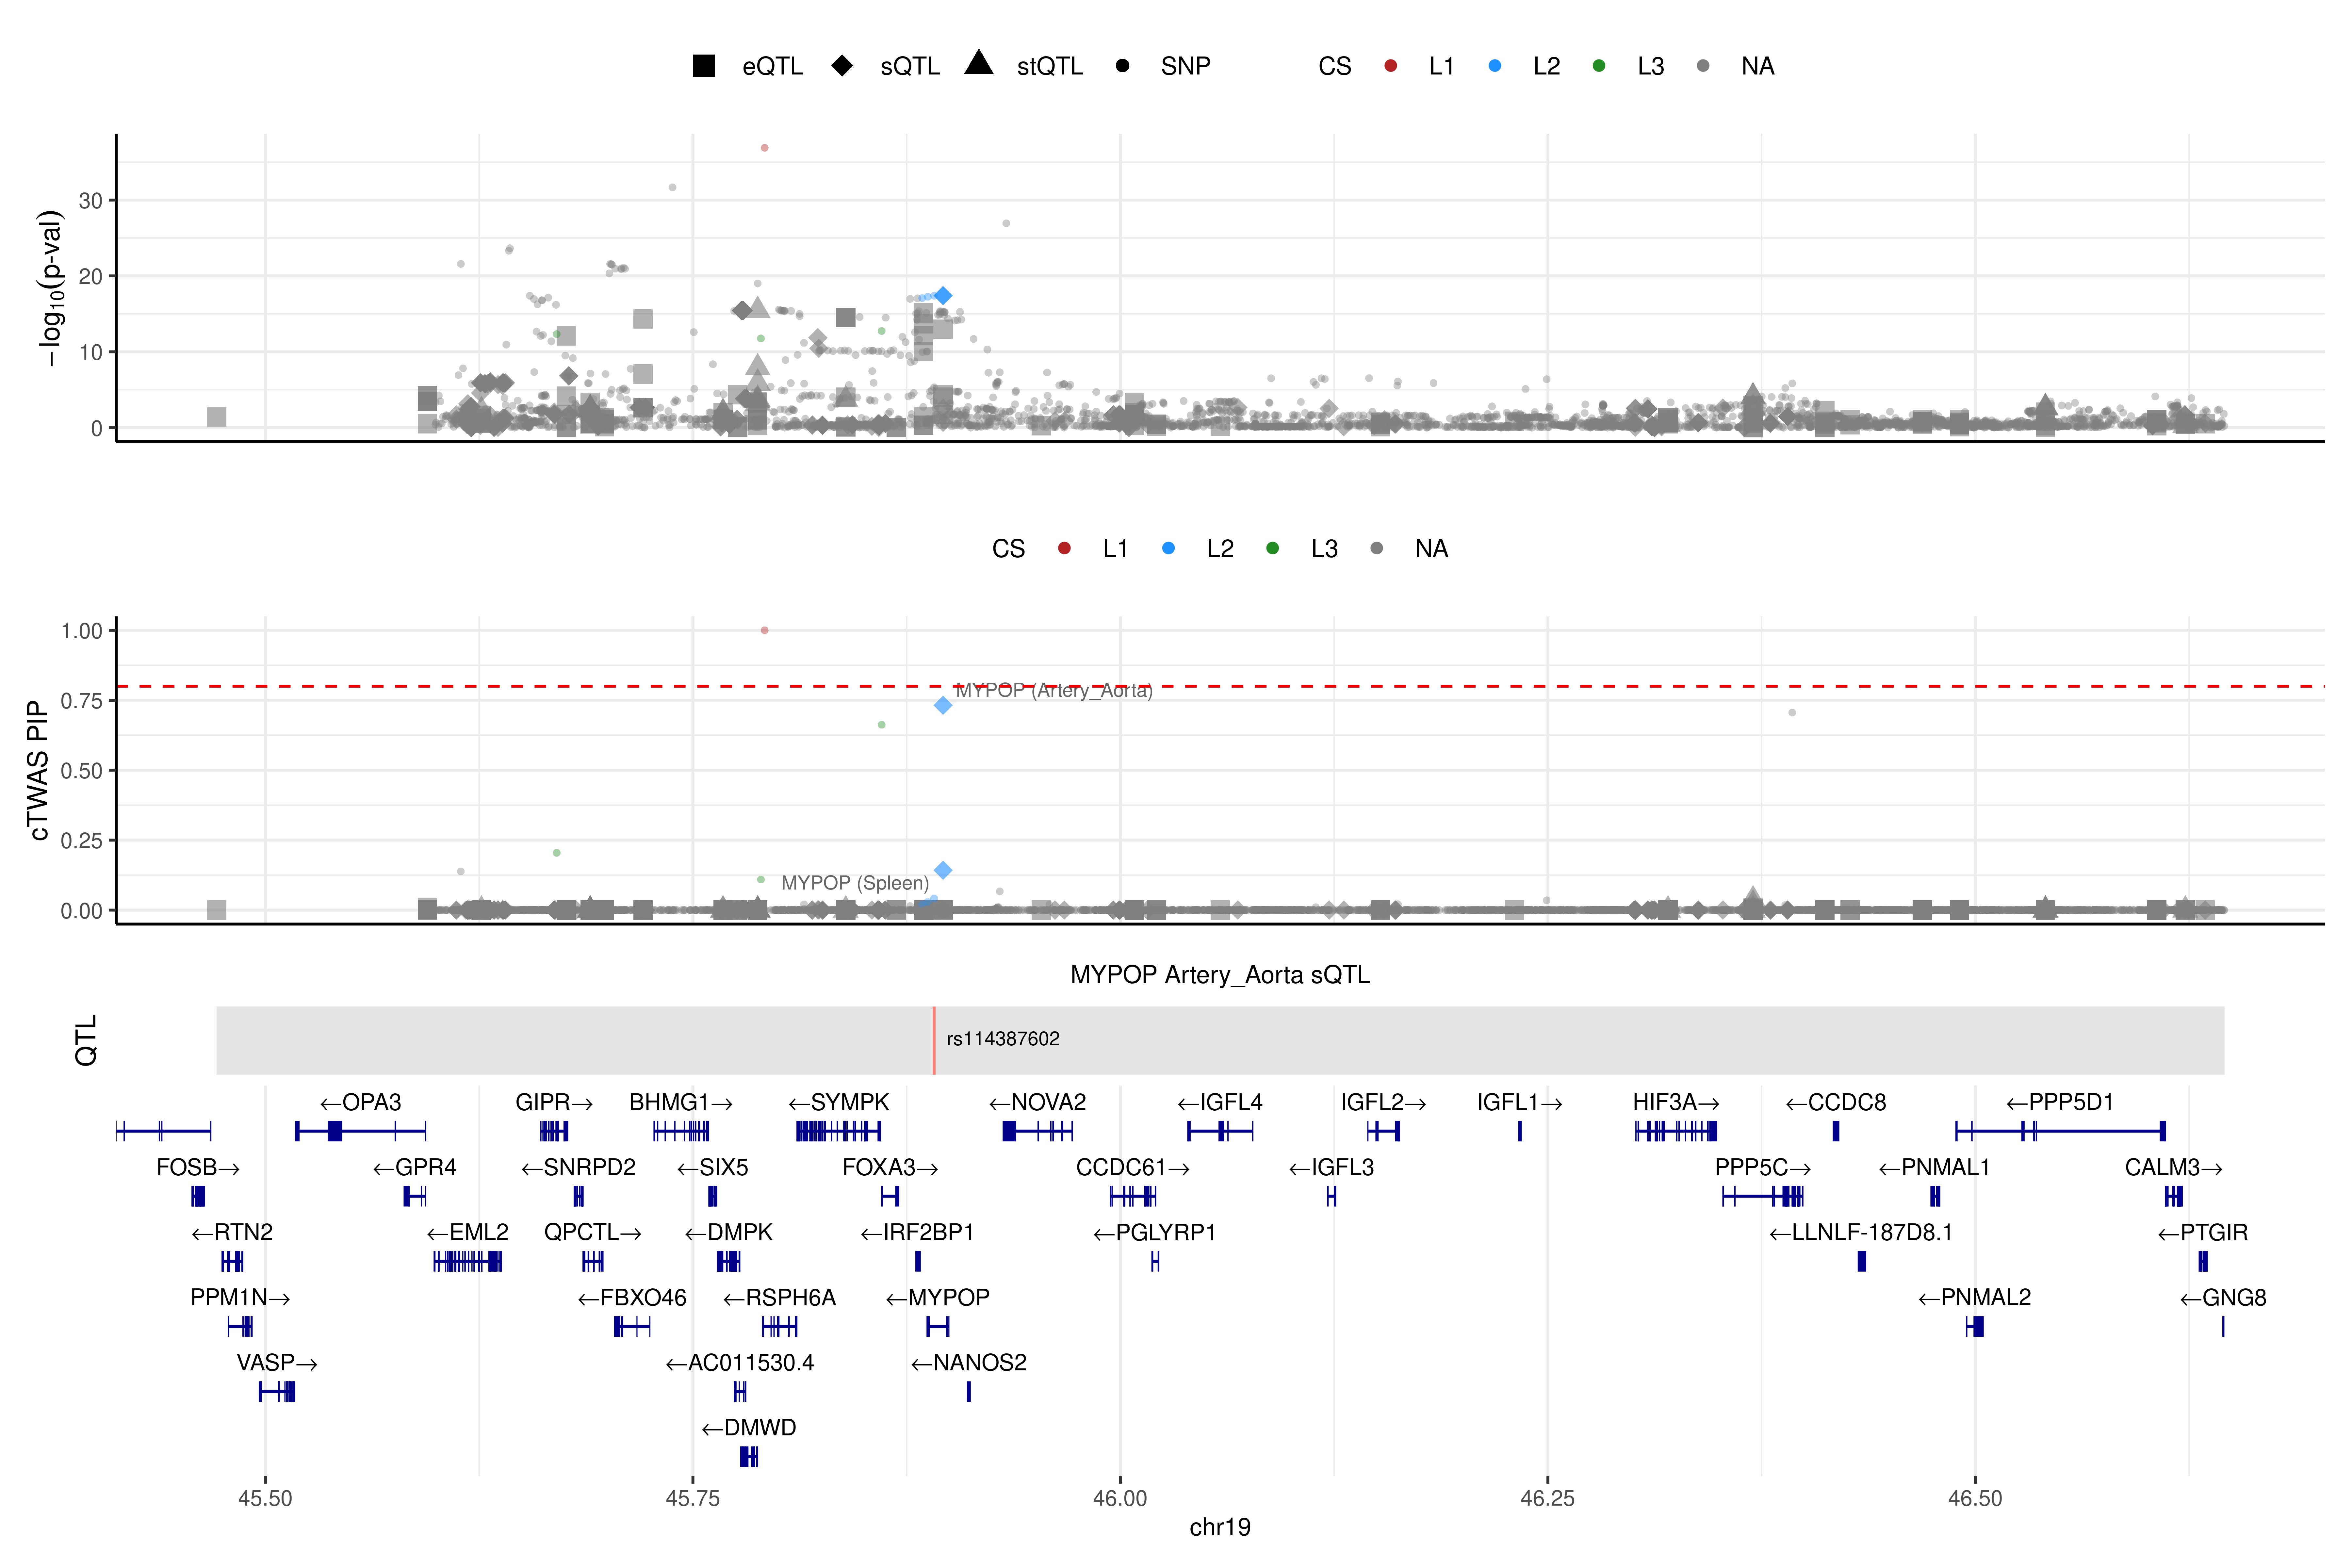 eQTL sQTL stQTL SNP CS L1 L2 L3 NA
−log10(p-val)
30
20
10
0
CS L1 L2 L3 NA
cTWAS PIP
1.00
0.75
0.50
0.25
0.00
MYPOP (Artery_Aorta)
MYPOP (Spleen)
MYPOP Artery_Aorta sQTL
QTL
rs114387602
←OPA3 GIPR→ BHMG1→ ←SYMPK ←NOVA2 ←IGFL4 IGFL2→ IGFL1→ HIF3A→ ←CCDC8 ←PPP5D1
FOSB→ ←GPR4 ←SNRPD2 ←SIX5 FOXA3→ CCDC61→ ←IGFL3 PPP5C→ ←PNMAL1 CALM3→
←RTN2 ←EML2 QPCTL→ ←DMPK ←IRF2BP1 ←PGLYRP1 ←LLNLF-187D8.1 ←PTGIR
PPM1N→ ←FBXO46 ←RSPH6A ←MYPOP ←PNMAL2 ←GNG8
VASP→ ←AC011530.4 ←NANOS2
←DMWD
45.50 45.75 46.00 46.25 46.50
chr19